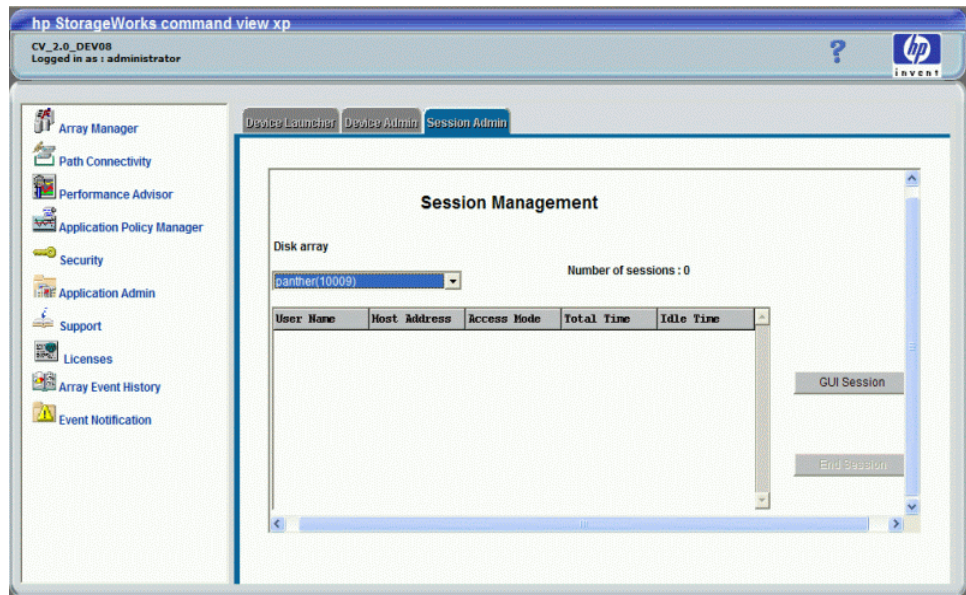 hp StorageWorks command view xp
CV_2.0_DEV08
Logged in as : administrator
?
hp
invent
Array Manager
Path Connectivity
Performance Advisor
Application Policy Manager
Security
Application Admin
Support
Licenses
Array Event History
Event Notification
Device Launcher Device Admin Session Admin
Session Management
Disk array
Number of sessions : 0
panther(10009)
User Name Host Address Access Mode Total Time Idle Time
GUI Session
End Session